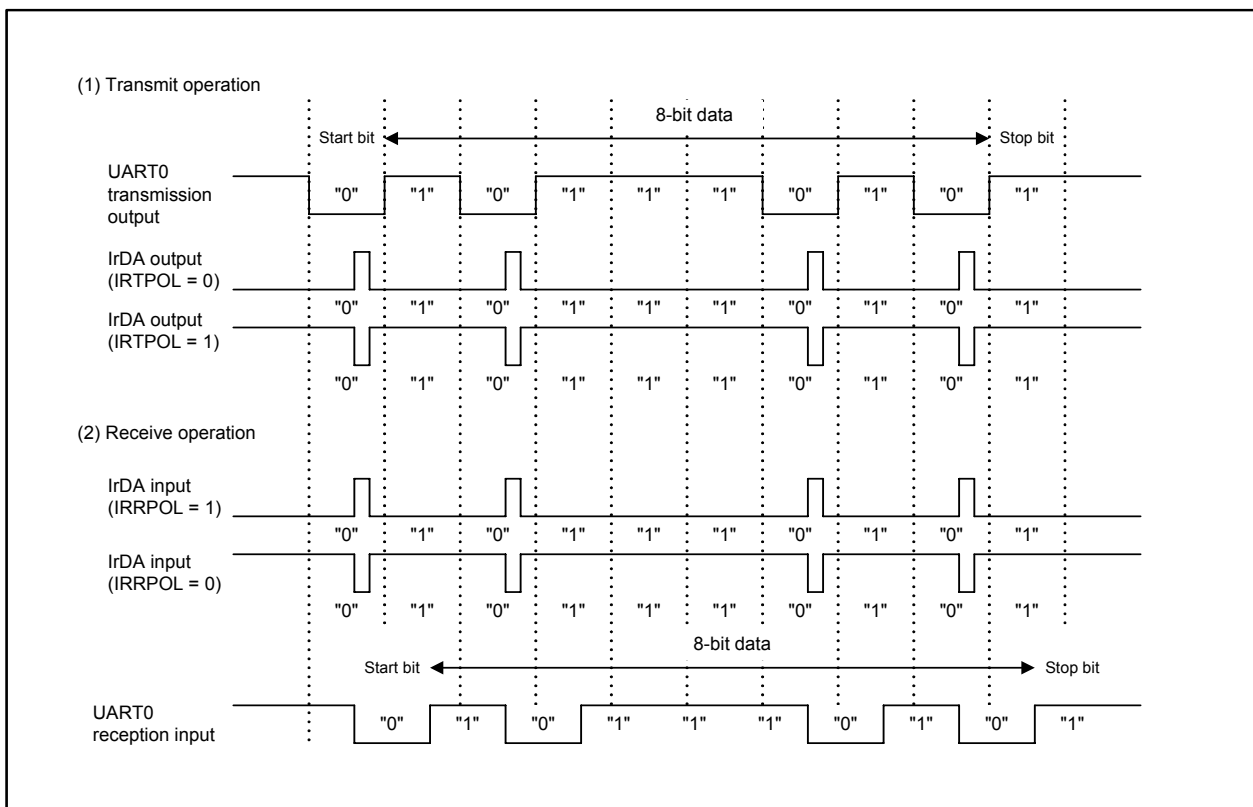 (1) Transmit operation
8-bit data
Start bit
Stop bit
UART0
transmission
output
"0" "1" "0" "1" "1" "1" "0" "1" "0" "1"
IrDA output
(IRTPOL = 0)
"0" "1" "0" "1" "1" "1" "0" "1" "0" "1"
IrDA output
(IRTPOL = 1)
"0" "1" "0" "1" "1" "1" "0" "1" "0" "1"
(2) Receive operation
IrDA input
(IRRPOL = 1)
"0" "1" "0" "1" "1" "1" "0" "1" "0" "1"
IrDA input
(IRRPOL = 0)
"0" "1" "0" "1" "1" "1" "0" "1" "0" "1"
8-bit data
Start bit
Stop bit
UART0
reception input
"0" "1" "0" "1" "1" "1" "0" "1" "0" "1"